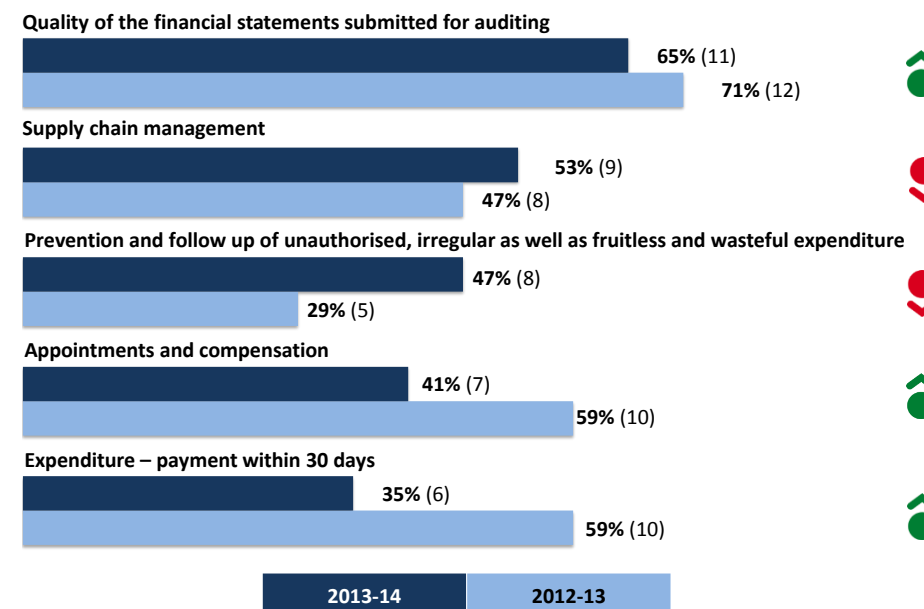 Quality of the financial statements submitted for auditing
65% (11)
71% (12)
Supply chain management
53% (9)
47% (8)
Prevention and follow up of unauthorised, irregular as well as fruitless and wasteful expenditure
47% (8)
29% (5)
Appointments and compensation
41% (7)
59% (10)
Expenditure – payment within 30 days
35% (6)
59% (10)
2013-14 2012-13